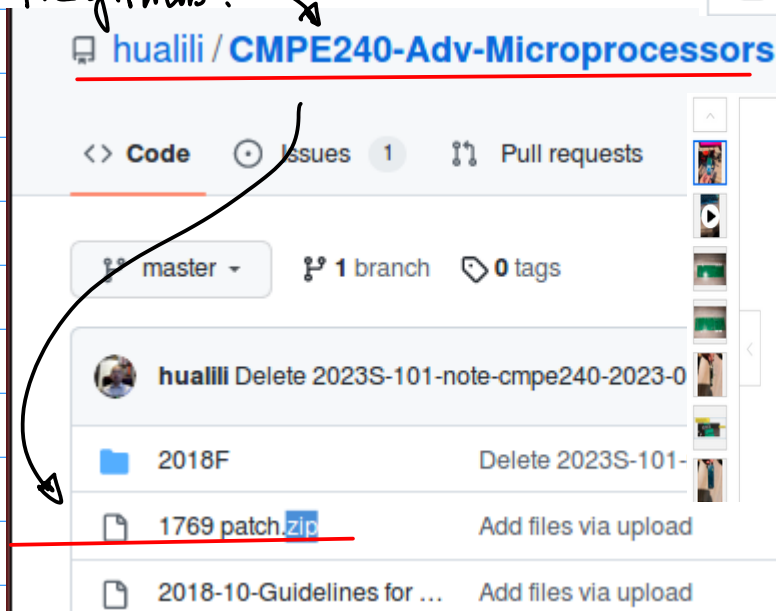 hualili / CMPE240-Adv-Microprocessors
Code Issues 1 Pull requests
master 1 branch 0 tags
hualili Delete 2023S-101-note-cmpe240-2023-0
2018F Delete 2023S-101-
1769 patch.zip Add files via upload
2018-10-Guidelines for ... Add files via upload